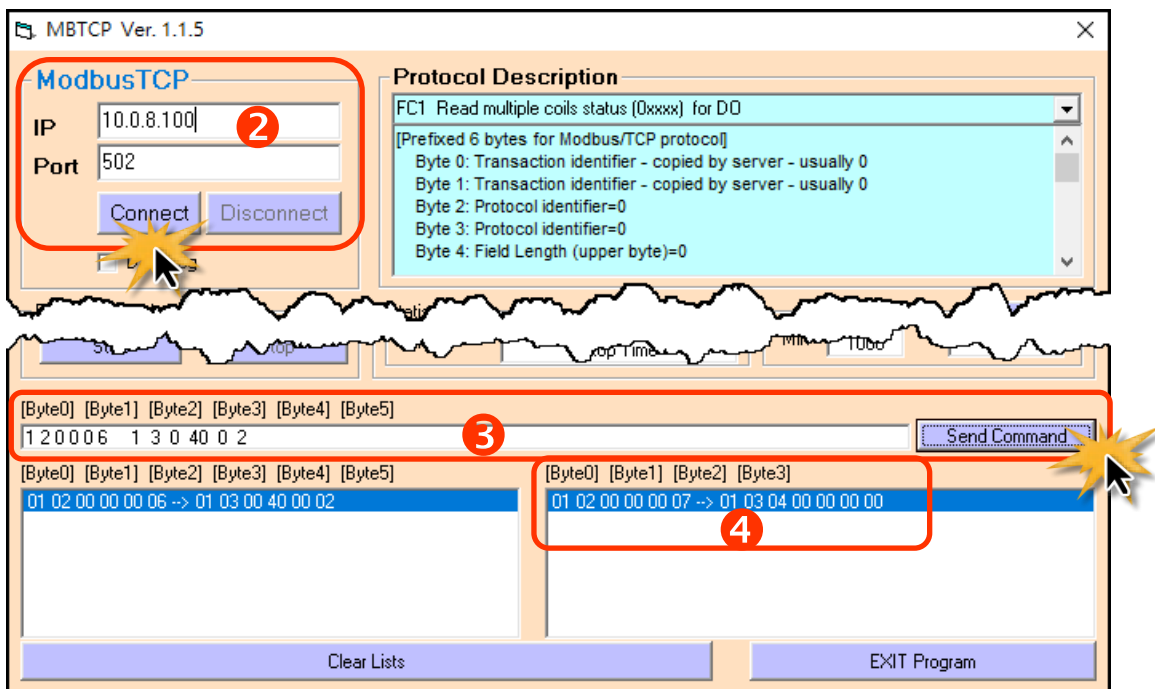 MBTCP Ver. 1.1.5
ModbusTCP
IP 10.0.8.100
Port 502
2
Connect Disconnect
Protocol Description
FC1 Read multiple coils status (0xxxx) for DO
[Prefixed 6 bytes for Modbus/TCP protocol]
Byte 0: Transaction identifier - copied by server - usually 0
Byte 1: Transaction identifier - copied by server - usually 0
Byte 2: Protocol identifier=0
Byte 3: Protocol identifier=0
Byte 4: Field Length (upper byte)=0
1000
[Byte0] [Byte1] [Byte2] [Byte3] [Byte4] [Byte5]
1 2 0 0 0 6 1 3 0 40 0 2
3
Send Command
[Byte0] [Byte1] [Byte2] [Byte3] [Byte4] [Byte5]
01 02 00 00 00 06 --> 01 03 00 40 00 02
[Byte0] [Byte1] [Byte2] [Byte3]
01 02 00 00 00 07 --> 01 03 04 00 00 00 00
4
Clear Lists
EXIT Program